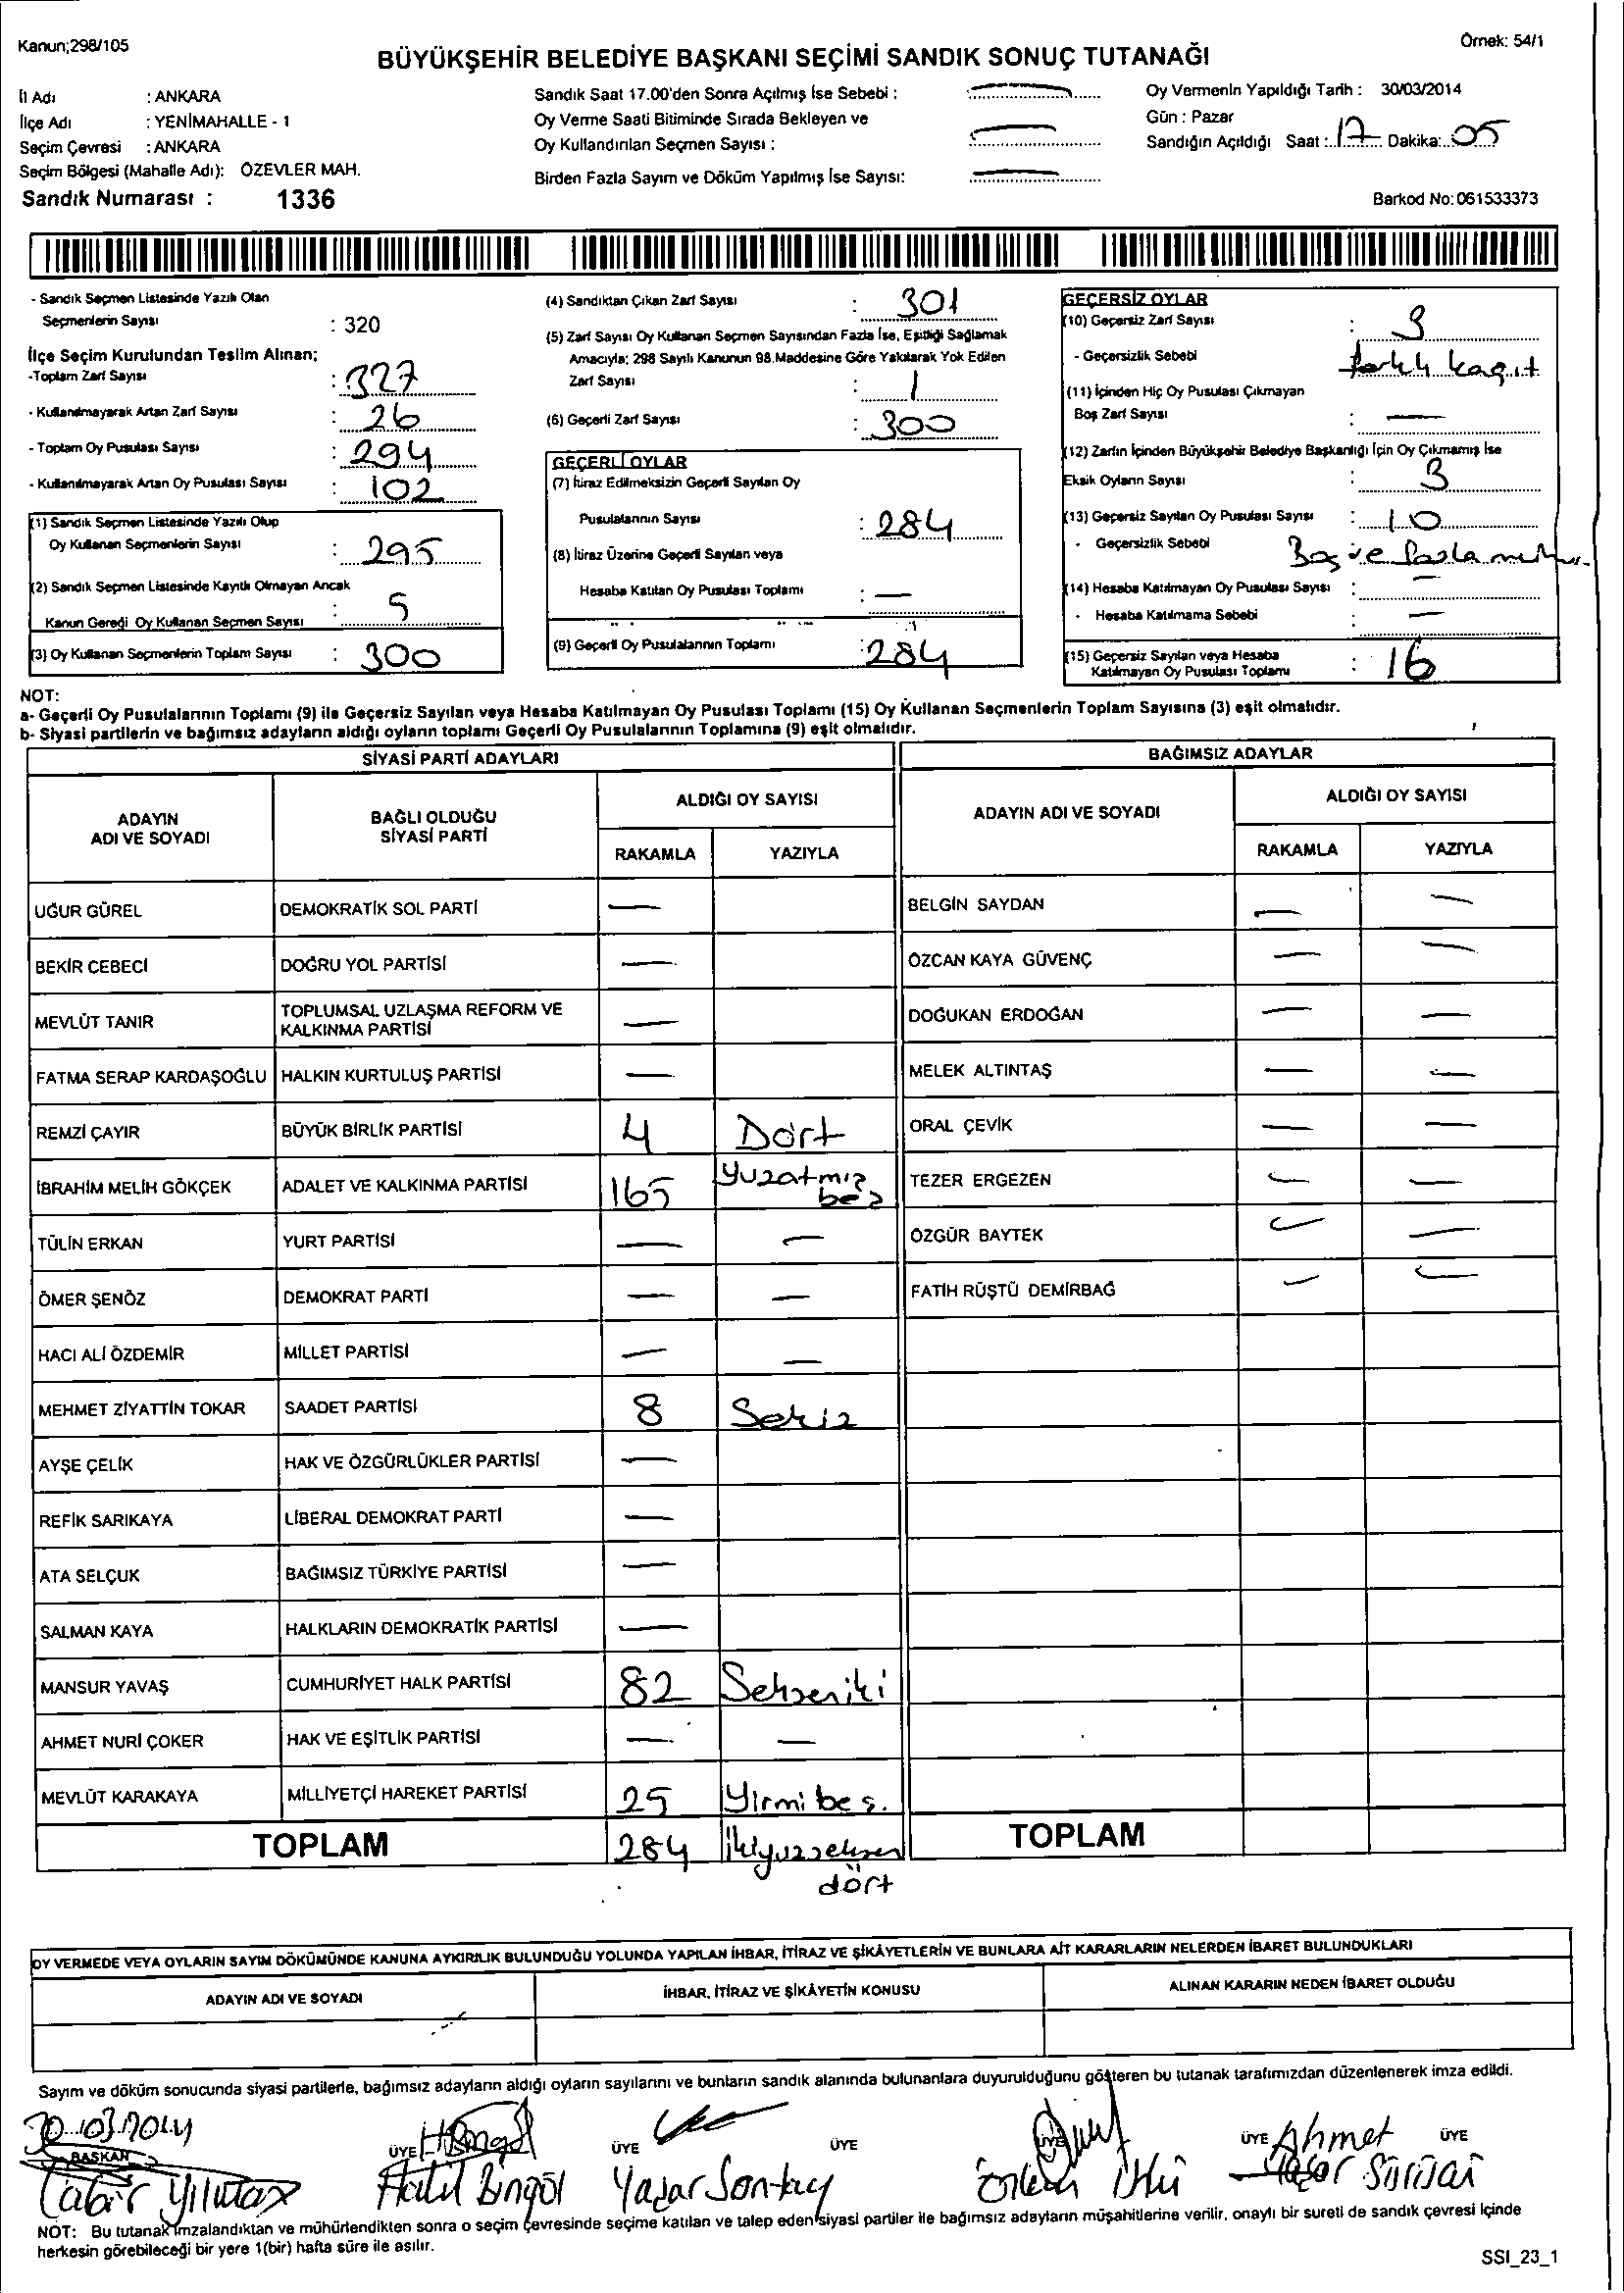 Kanun;298/105
Örnek: 54/1
BÜYÜKŞEHİR BELEDİYE BAŞKANI SEÇİMİ SANDIK SONUÇ TUTANAĞI
İl Adı : ANKARA
İlçe Adı : YENİMAHALLE - 1
Seçim Çevresi : ANKARA
Seçim Bölgesi (Mahalle Adı): ÖZEVLER MAH.
Sandık Numarası : 1336
Sandık Saat 17.00'den Sonra Açılmış İse Sebebi : —
Oy Verme Saati Bitiminde Sırada Bekleyen ve
Oy Kullandırılan Seçmen Sayısı : —
Birden Fazla Sayım ve Döküm Yapılmış İse Sayısı: —
Oy Vermenin Yapıldığı Tarih : 30/03/2014
Gün : Pazar
Sandığın Açıldığı Saat : 17 Dakika: 05
Barkod No: 061533373
- Sandık Seçmen Listesinde Yazılı Olan
Seçmenlerin Sayısı : 320
İlçe Seçim Kurulundan Teslim Alınan;
-Toplam Zarf Sayısı : 327
- Kullanılmayarak Artan Zarf Sayısı : 26
- Toplam Oy Pusulası Sayısı : 294
- Kullanılmayarak Artan Oy Pusulası Sayısı : 102
(1) Sandık Seçmen Listesinde Yazılı Olup
Oy Kullanan Seçmenlerin Sayısı : 295
(2) Sandık Seçmen Listesinde Kayıtlı Olmayan Ancak
Kanun Gereği Oy Kullanan Seçmen Sayısı : 5
(3) Oy Kullanan Seçmenlerin Toplam Sayısı : 300
(4) Sandıktan Çıkan Zarf Sayısı : 301
(5) Zarf Sayısı Oy Kullanan Seçmen Sayısından Fazla İse, Eşitliği Sağlamak
Amacıyla; 298 Sayılı Kanunun 98.Maddesine Göre Yakılarak Yok Edilen
Zarf Sayısı : 1
(6) Geçerli Zarf Sayısı : 300
GEÇERLİ OYLAR
(7) İtiraz Edilmeksizin Geçerli Sayılan Oy
Pusulalarının Sayısı : 284
(8) İtiraz Üzerine Geçerli Sayılan veya
Hesaba Katılan Oy Pusulası Toplamı : —
(9) Geçerli Oy Pusulalarının Toplamı : 284
GEÇERSİZ OYLAR
(10) Geçersiz Zarf Sayısı : 3
- Geçersizlik Sebebi farklı kagıt
(11) İçinden Hiç Oy Pusulası Çıkmayan
Boş Zarf Sayısı : —
(12) Zarfın İçinden Büyükşehir Belediye Başkanlığı İçin Oy Çıkmamış İse
Eksik Oyların Sayısı : 3
(13) Geçersiz Sayılan Oy Pusulası Sayısı : 10
- Geçersizlik Sebebi Boş ve fazla
(14) Hesaba Katılmayan Oy Pusulası Sayısı : —
- Hesaba Katılmama Sebebi : —
(15) Geçersiz Sayılan veya Hesaba
Katılmayan Oy Pusulası Toplamı : 16
NOT:
a- Geçerli Oy Pusulalarının Toplamı (9) ile Geçersiz Sayılan veya Hesaba Katılmayan Oy Pusulası Toplamı (15) Oy Kullanan Seçmenlerin Toplam Sayısına (3) eşit olmalıdır.
b- Siyasi partilerin ve bağımsız adayların aldığı oyların toplamı Geçerli Oy Pusulalarının Toplamına (9) eşit olmalıdır.
SİYASİ PARTİ ADAYLARI
BAĞIMSIZ ADAYLAR
ADAYIN ADI VE SOYADI
BAĞLI OLDUĞU SİYASİ PARTİ
ALDIĞI OY SAYISI
RAKAMLA YAZIYLA
ADAYIN ADI VE SOYADI
ALDIĞI OY SAYISI
RAKAMLA YAZIYLA
UĞUR GÜREL DEMOKRATİK SOL PARTİ — BELGİN SAYDAN — —
BEKİR CEBECİ DOĞRU YOL PARTİSİ — ÖZCAN KAYA GÜVENÇ — —
MEVLÜT TANIR TOPLUMSAL UZLAŞMA REFORM VE KALKINMA PARTİSİ — DOĞUKAN ERDOĞAN — —
FATMA SERAP KARDAŞOĞLU HALKIN KURTULUŞ PARTİSİ — MELEK ALTINTAŞ — —
REMZİ ÇAYIR BÜYÜK BİRLİK PARTİSİ 4 Dört ORAL ÇEVİK — —
İBRAHİM MELİH GÖKÇEK ADALET VE KALKINMA PARTİSİ 165 Yuzatmış beş TEZER ERGEZEN — —
TÜLİN ERKAN YURT PARTİSİ — — ÖZGÜR BAYTEK — —
ÖMER ŞENÖZ DEMOKRAT PARTİ — — FATİH RÜŞTÜ DEMİRBAĞ — —
HACI ALİ ÖZDEMİR MİLLET PARTİSİ — —
MEHMET ZİYATTİN TOKAR SAADET PARTİSİ 8 Sekiz
AYŞE ÇELİK HAK VE ÖZGÜRLÜKLER PARTİSİ —
REFİK SARIKAYA LİBERAL DEMOKRAT PARTİ —
ATA SELÇUK BAĞIMSIZ TÜRKİYE PARTİSİ —
SALMAN KAYA HALKLARIN DEMOKRATİK PARTİSİ —
MANSUR YAVAŞ CUMHURİYET HALK PARTİSİ 82 Sekseniki
AHMET NURİ ÇOKER HAK VE EŞİTLİK PARTİSİ — —
MEVLÜT KARAKAYA MİLLİYETÇİ HAREKET PARTİSİ 25 Yirmi beş.
TOPLAM 284 İkiyuzseksen dört TOPLAM
OY VERMEDE VEYA OYLARIN SAYIM DÖKÜMÜNDE KANUNA AYKIRILIK BULUNDUĞU YOLUNDA YAPILAN İHBAR, İTİRAZ VE ŞİKÂYETLERİN VE BUNLARA AİT KARARLARIN NELERDEN İBARET BULUNDUKLARI
ADAYIN ADI VE SOYADI İHBAR, İTİRAZ VE ŞİKÂYETİN KONUSU ALINAN KARARIN NEDEN İBARET OLDUĞU
Sayım ve döküm sonucunda siyasi partilerle, bağımsız adayların aldığı oyların sayılarını ve bunların sandık alanında bulunanlara duyurulduğunu gösteren bu tutanak tarafımızdan düzenlenerek imza edildi.
30.03.2014
BAŞKAN ÜYE ÜYE ÜYE ÜYE ÜYE Ahmet ÜYE
Halil Bingöl Yaşar
NOT: Bu tutanak imzalandıktan ve mühürlendikten sonra o seçim çevresinde seçime katılan ve talep eden siyasi partiler ile bağımsız adayların müşahitlerine verilir, onaylı bir sureti de sandık çevresi içinde
herkesin görebileceği bir yere 1(bir) hafta süre ile asılır.
SSI_23_1